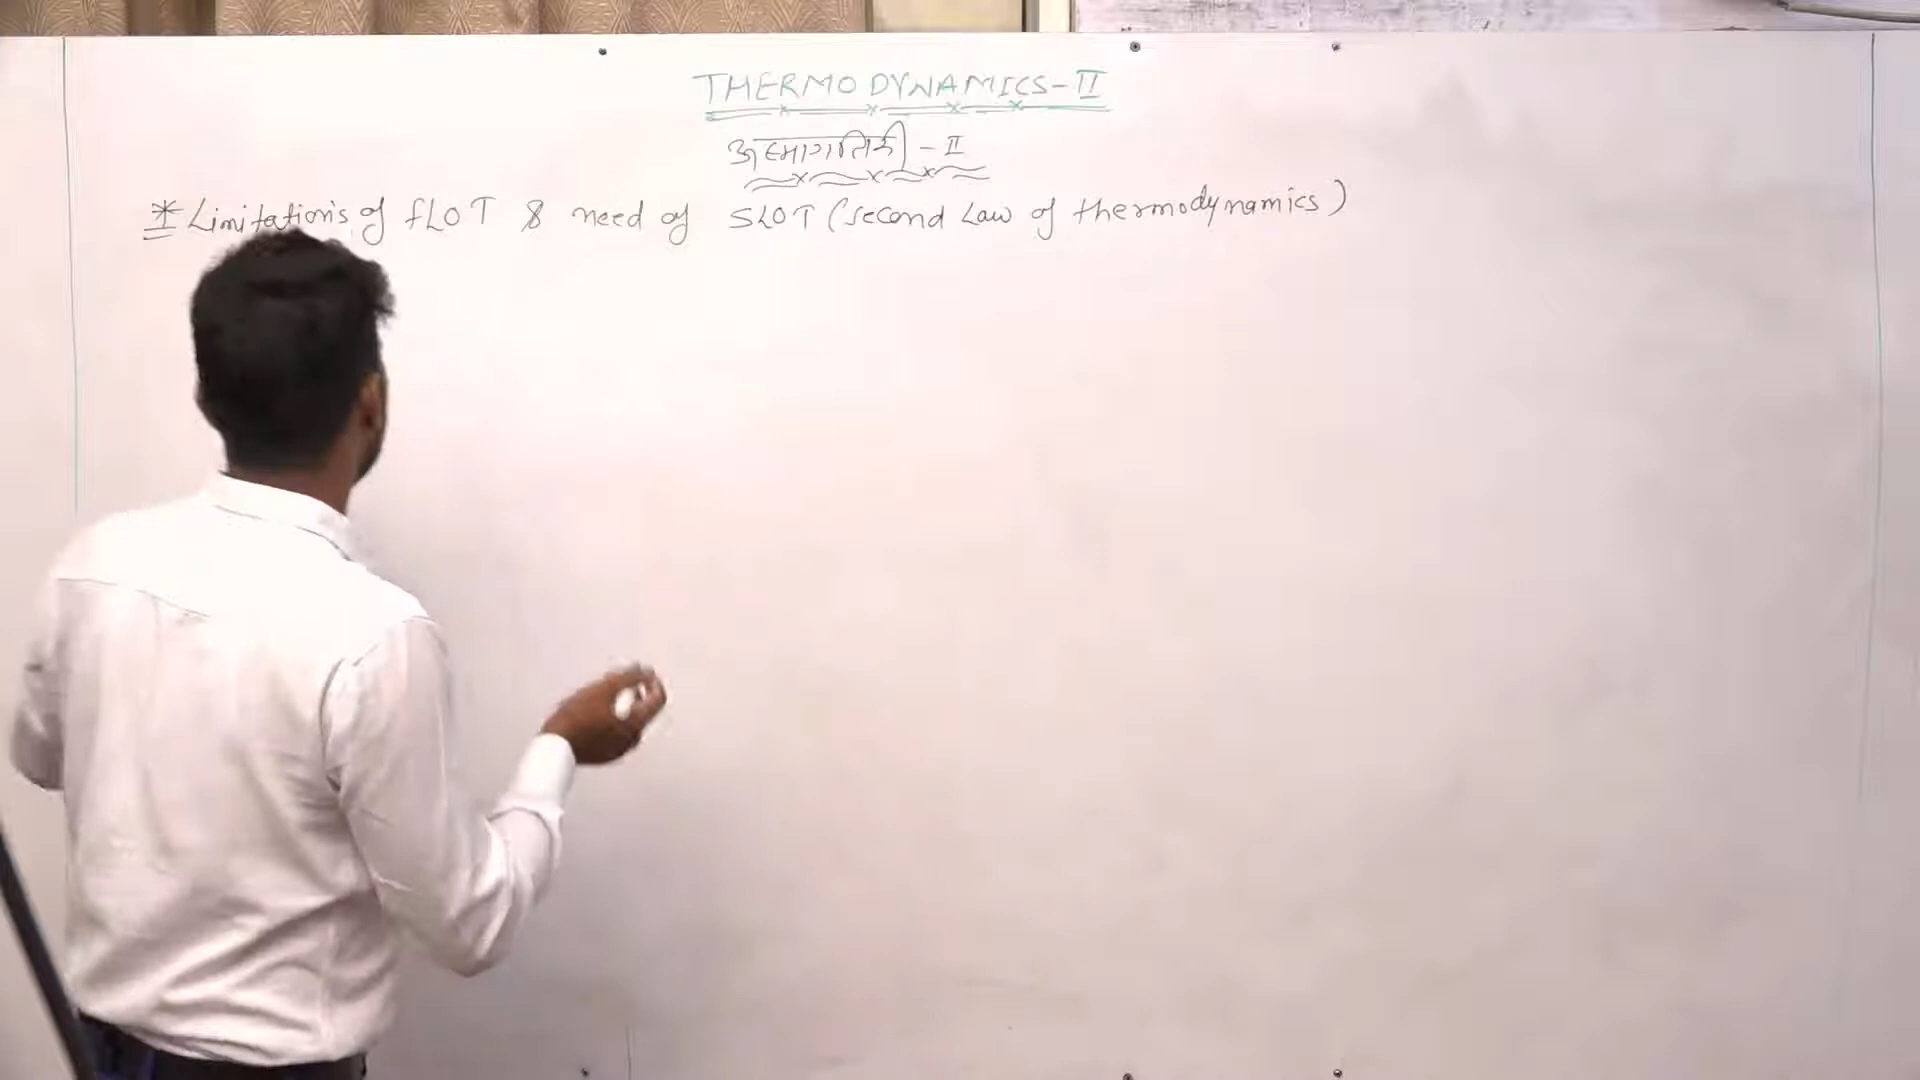 THERMODYNAMICS-II
ऊष्मागतिकी - II
* Limitations of FLOT & need of SLOT (Second Law of thermodynamics)